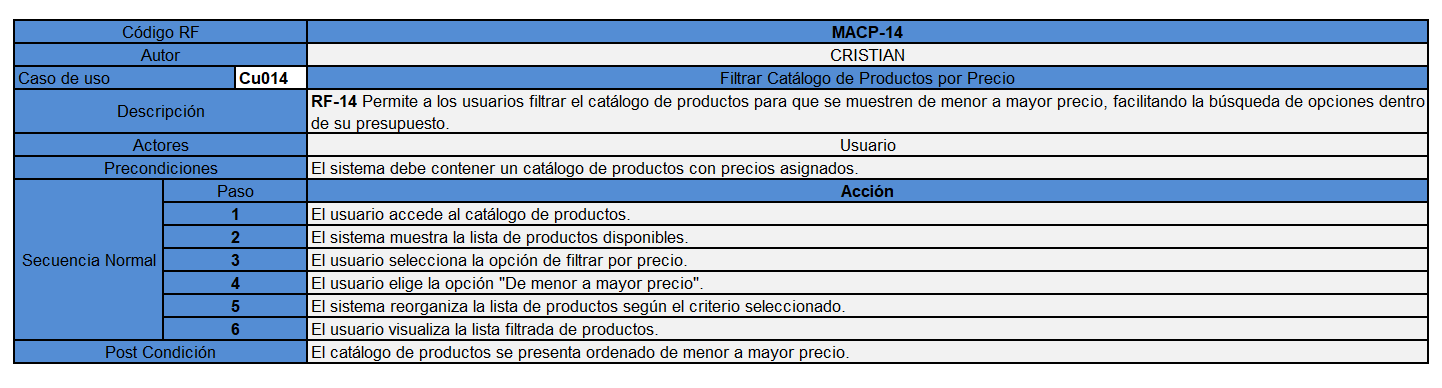 Código RF MACP-14
Autor CRISTIAN
Caso de uso Cu014 Filtrar Catálogo de Productos por Precio
Descripción
RF-14 Permite a los usuarios filtrar el catálogo de productos para que se muestren de menor a mayor precio, facilitando la búsqueda de opciones dentro
de su presupuesto.
Actores Usuario
Precondiciones El sistema debe contener un catálogo de productos con precios asignados.
Secuencia Normal
Paso Acción
1 El usuario accede al catálogo de productos.
2 El sistema muestra la lista de productos disponibles.
3 El usuario selecciona la opción de filtrar por precio.
4 El usuario elige la opción "De menor a mayor precio".
5 El sistema reorganiza la lista de productos según el criterio seleccionado.
6 El usuario visualiza la lista filtrada de productos.
Post Condición El catálogo de productos se presenta ordenado de menor a mayor precio.